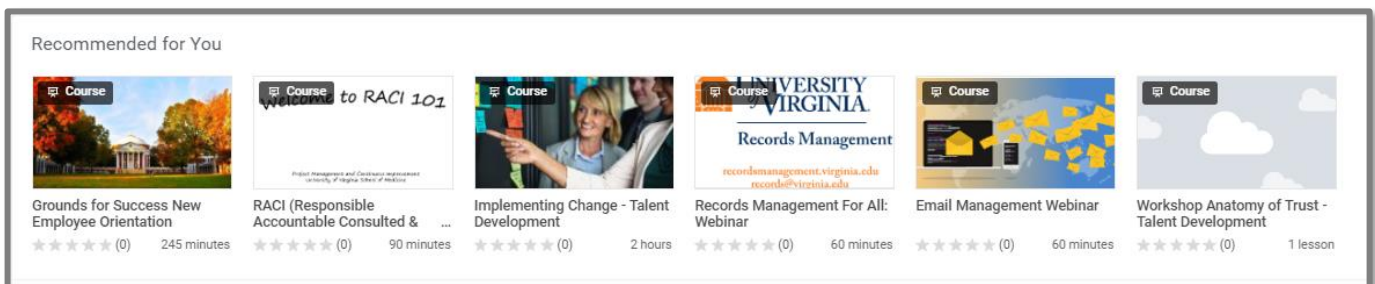 Recommended for You
Course
Course
Welcome to RACI 101
Project Management and Continuous Improvement
University of Virginia School of Medicine
Course
Course
UNIVERSITY
of VIRGINIA
Records Management
recordsmanagement.virginia.edu
records@virginia.edu
Course
Course
Grounds for Success New
Employee Orientation
(0) 245 minutes
RACI (Responsible
Accountable Consulted & ...
(0) 90 minutes
Implementing Change - Talent
Development
(0) 2 hours
Records Management For All:
Webinar
(0) 60 minutes
Email Management Webinar
(0) 60 minutes
Workshop Anatomy of Trust -
Talent Development
(0) 1 lesson